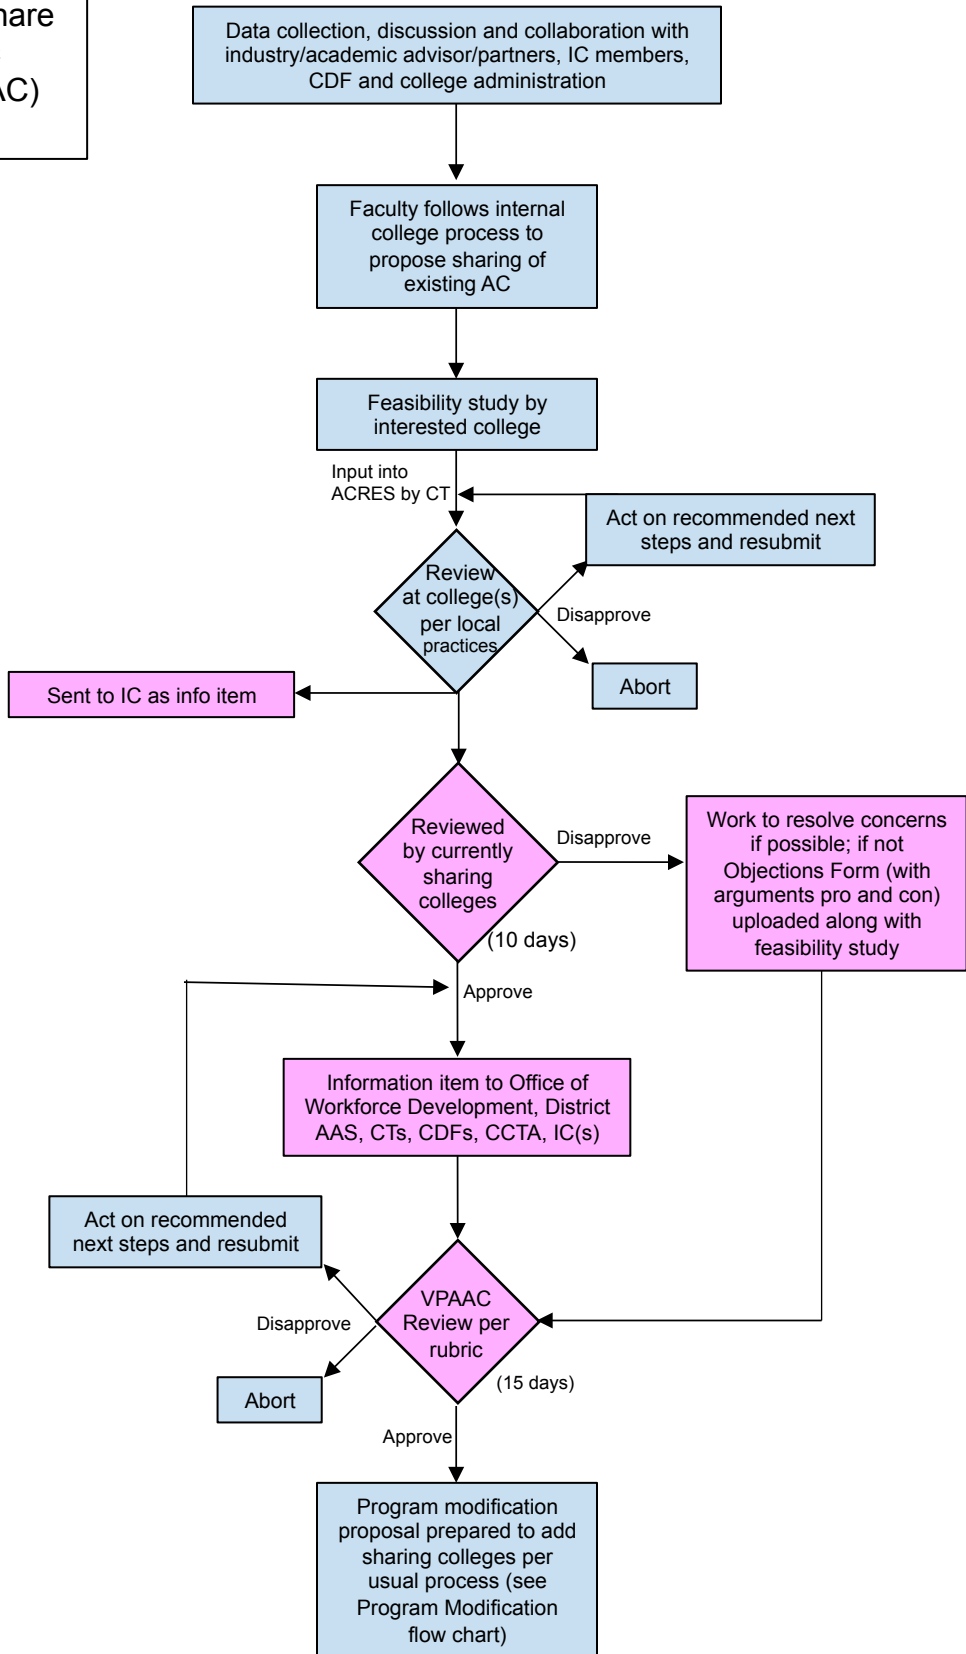 hare
AC)
Data collection, discussion and collaboration with
industry/academic advisor/partners, IC members,
CDF and college administration
Faculty follows internal
college process to
propose sharing of
existing AC
Feasibility study by
interested college
Input into
ACRES by CT
Act on recommended next
steps and resubmit
Review
at college(s)
per local
practices
Disapprove
Abort
Sent to IC as info item
Reviewed
by currently
sharing
colleges
Disapprove
(10 days)
Work to resolve concerns
if possible; if not
Objections Form (with
arguments pro and con)
uploaded along with
feasibility study
Approve
Information item to Office of
Workforce Development, District
AAS, CTs, CDFs, CCTA, IC(s)
Act on recommended
next steps and resubmit
VPAAC
Review per
rubric
Disapprove
(15 days)
Abort
Approve
Program modification
proposal prepared to add
sharing colleges per
usual process (see
Program Modification
flow chart)